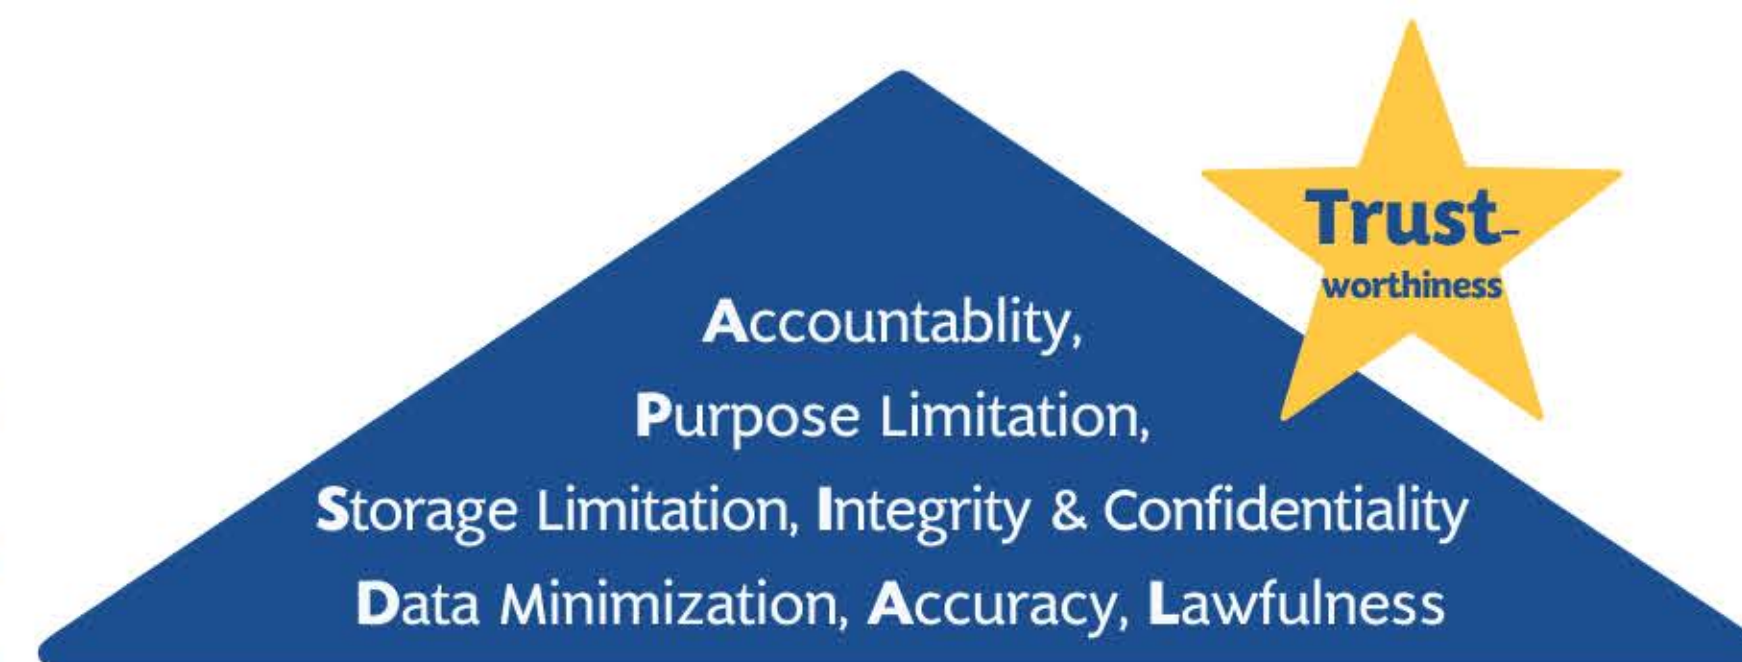 Trust-
worthiness
Accountablity,
Purpose Limitation,
Storage Limitation, Integrity & Confidentiality
Data Minimization, Accuracy, Lawfulness